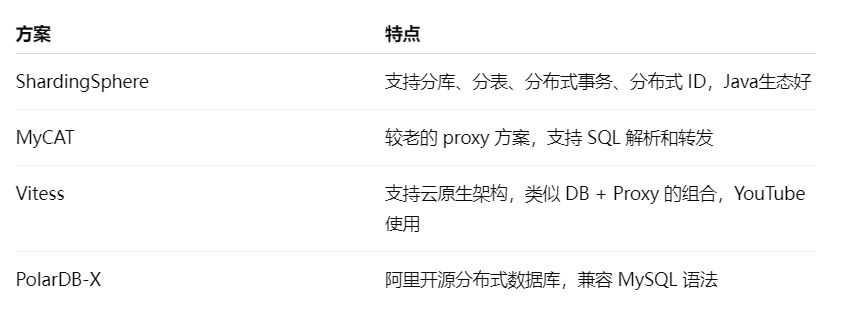 方案 特点
ShardingSphere 支持分库、分表、分布式事务、分布式 ID，Java生态好
MyCAT 较老的 proxy 方案，支持 SQL 解析和转发
Vitess 支持云原生架构，类似 DB + Proxy 的组合，YouTube
使用
PolarDB-X 阿里开源分布式数据库，兼容 MySQL 语法